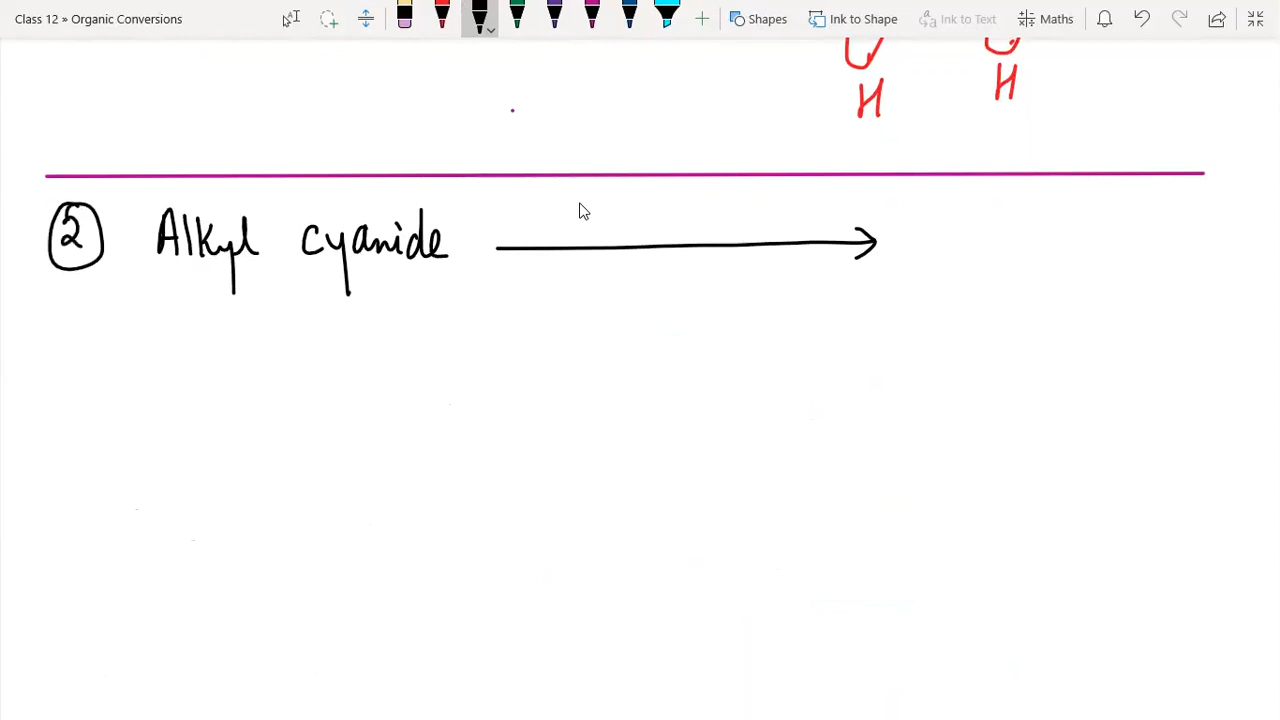 Class 12 » Organic Conversions
Shapes
Ink to Shape
Ink to Text
Maths
H H
② Alkyl cyanide →